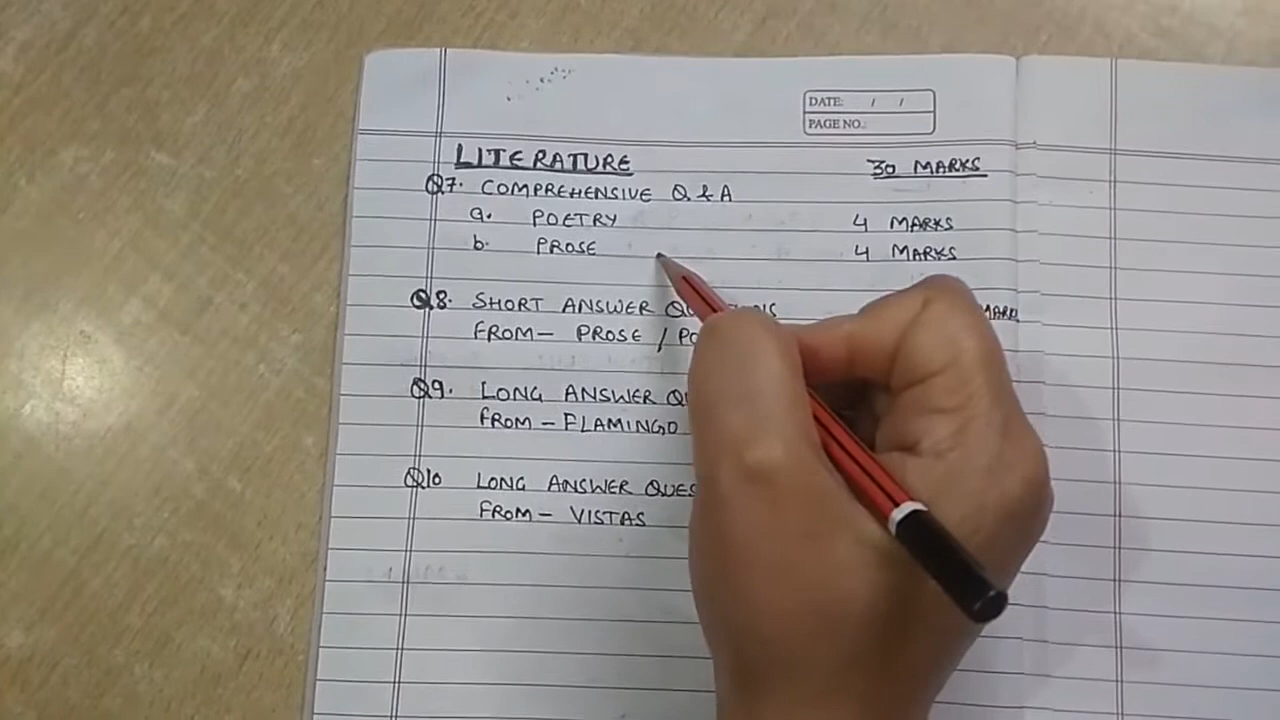 DATE: / /
PAGE NO.:
LITERATURE 30 MARKS
Q7. COMPREHENSIVE Q & A
a. POETRY 4 MARKS
b. PROSE 4 MARKS
Q8. SHORT ANSWER
FROM - PROSE /
Q9. LONG ANSWER
FROM - FLAMINGO
Q10 LONG ANSWER
FROM - VISTAS